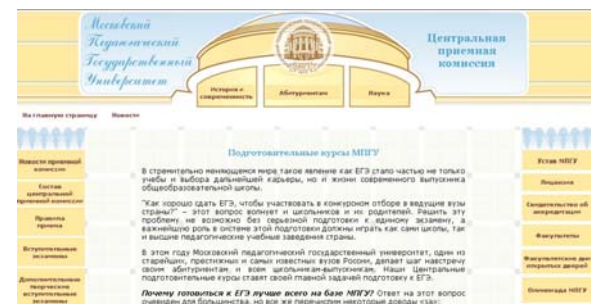 Московский
Педагогический
Государственный
Университет
Центральная
приемная
комиссия
История и
современность
Абитуриентам
Наука
На главную страницу
Новости
Новости приемной
комиссии
Состав
центральной
приемной комиссии
Правила
приема
Вступительные
экзамены
Дополнительные
творческие
вступительные
экзамены
Подготовительные курсы МПГУ
В стремительно меняющемся мире такое явление как ЕГЭ стало частью не только
учебы и выбора дальнейшей карьеры, но и жизни современного выпускника
общеобразовательной школы.
"Как хорошо сдать ЕГЭ, чтобы участвовать в конкурсном отборе в ведущие вузы
страны?" – этот вопрос волнует и школьников и их родителей. Решить эту
проблему не возможно без серьезной подготовки к единому экзамену, а
важнейшую роль в системе этой подготовки должны играть как сами школы, так
и высшие педагогические учебные заведения страны.
В этом году Московский педагогический государственный университет, один из
старейших, престижных и самых известных вузов России, делает шаг навстречу
своим абитуриентам и всем школьникам-выпускникам. Наши Центральные
подготовительные курсы ставят своей главной задачей подготовку к ЕГЭ.
Почему готовиться к ЕГЭ лучше всего на базе МПГУ? Ответ на этот вопрос
очевиден для большинства, но все же перечислим некоторые доводы «за»:
Устав МПГУ
Лицензия
Свидетельство об
аккредитации
Факультеты
Факультетские дни
открытых дверей
Олимпиада МПГУ